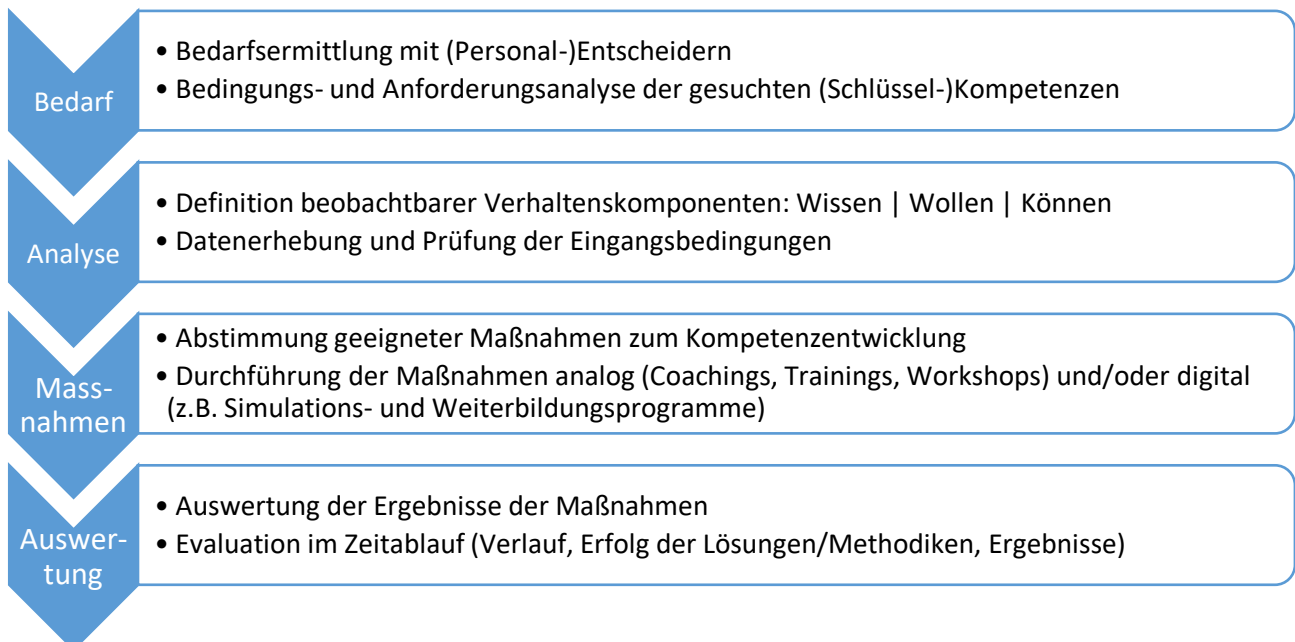 Bedarf
• Bedarfsermittlung mit (Personal-)Entscheidern
• Bedingungs- und Anforderungsanalyse der gesuchten (Schlüssel-)Kompetenzen
Analyse
• Definition beobachtbarer Verhaltenskomponenten: Wissen | Wollen | Können
• Datenerhebung und Prüfung der Eingangsbedingungen
Mass-
nahmen
• Abstimmung geeigneter Maßnahmen zum Kompetenzentwicklung
• Durchführung der Maßnahmen analog (Coachings, Trainings, Workshops) und/oder digital
(z.B. Simulations- und Weiterbildungsprogramme)
Auswer-
tung
• Auswertung der Ergebnisse der Maßnahmen
• Evaluation im Zeitablauf (Verlauf, Erfolg der Lösungen/Methodiken, Ergebnisse)